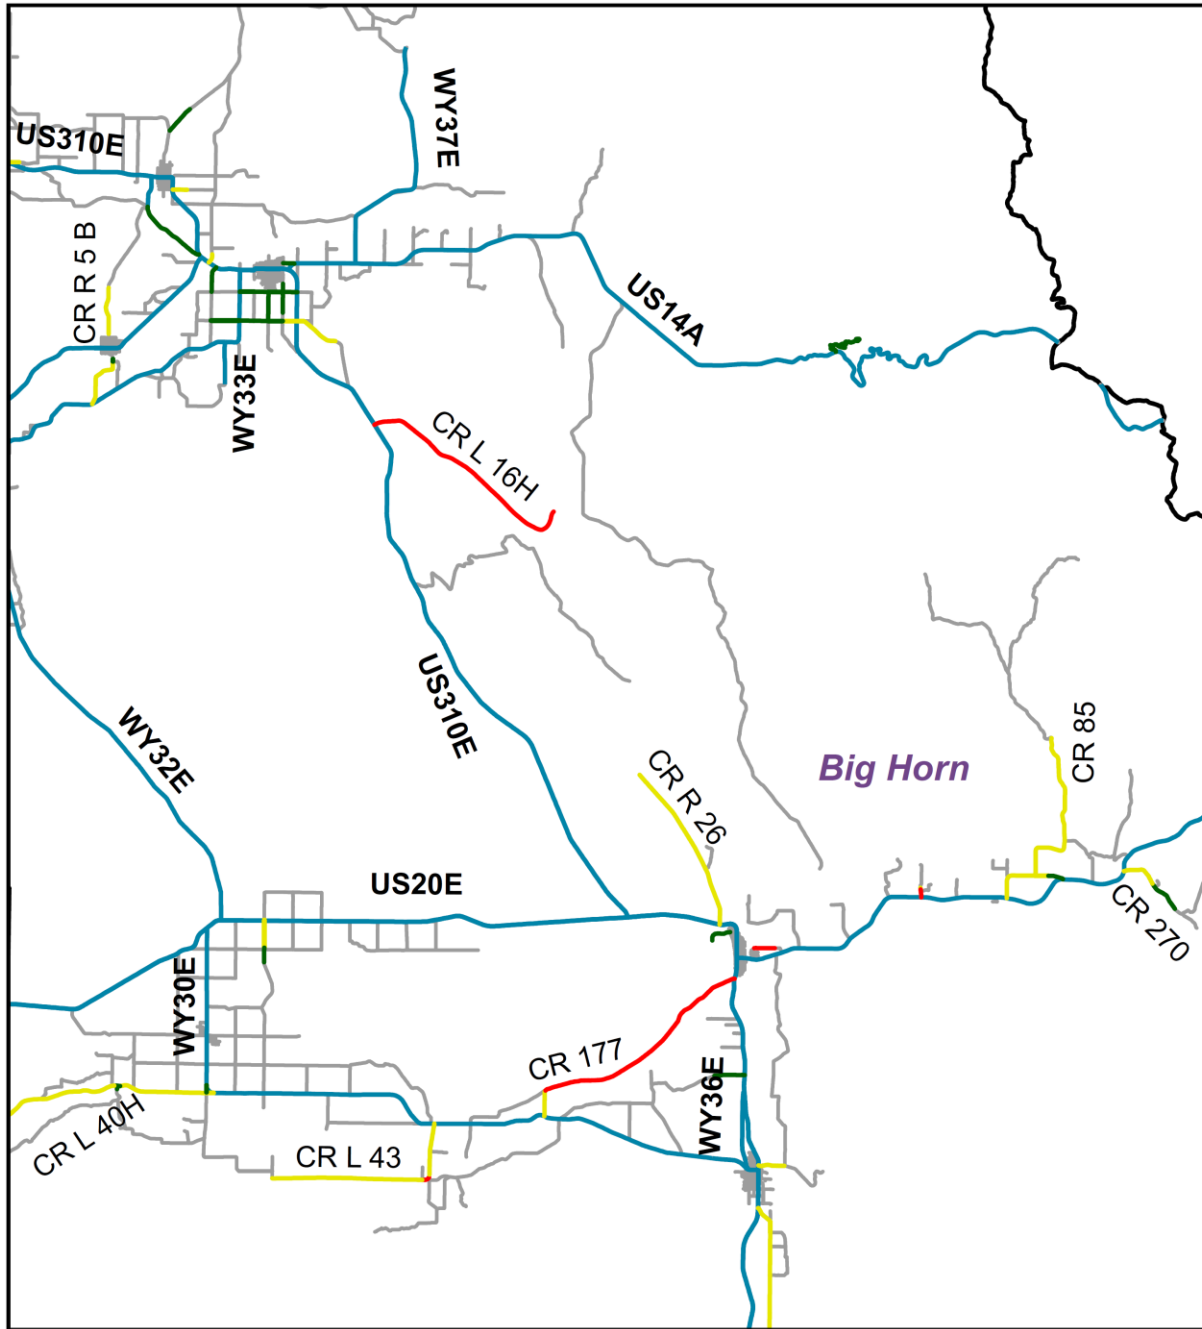 WY37E
US310E
CR R 5 B
US14A
WY33E
CR L 16H
US310E
WY32E
CR 85
Big Horn
CR R 26
US20E
CR 270
WY30E
CR 177
WY36E
CR L 40H
CR L 43